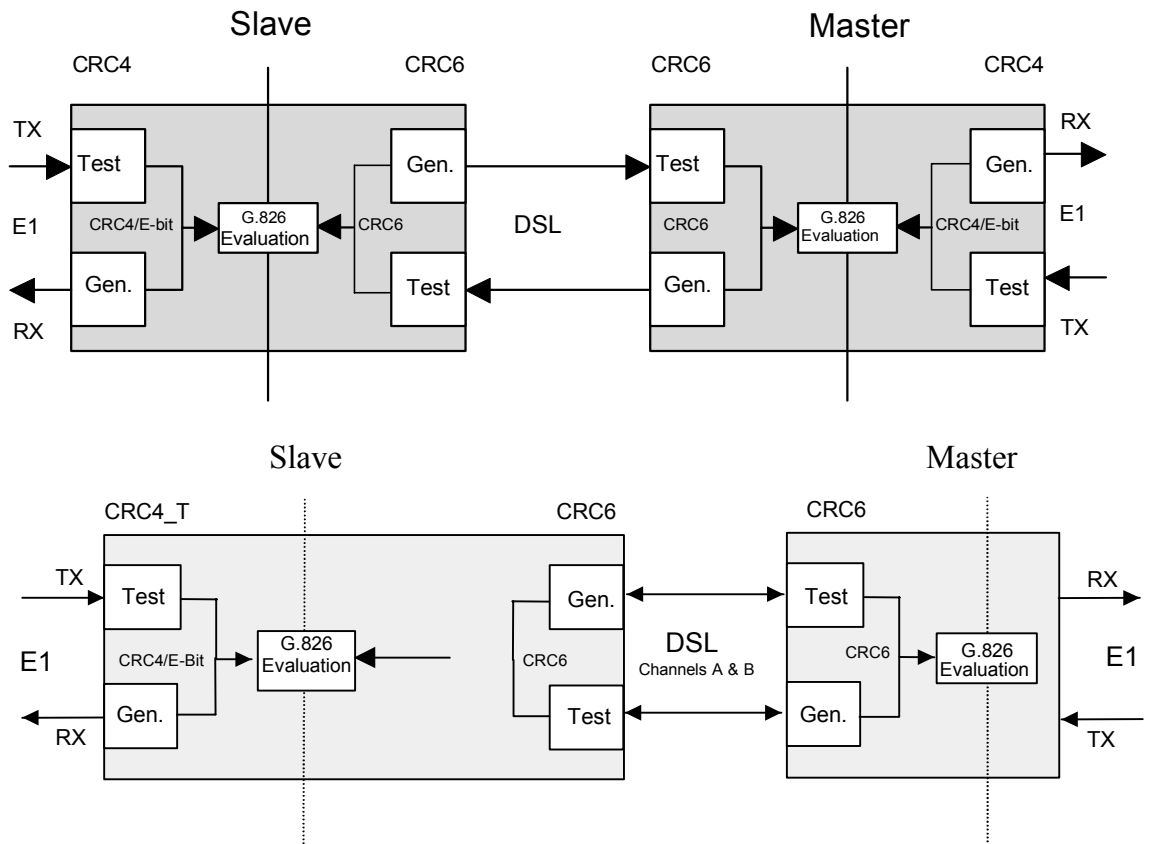 Slave
Master
CRC4
CRC6
CRC6
CRC4
TX
Test
Gen.
Test
Gen.
RX
E1
CRC4/E-bit
G.826
Evaluation
CRC6
DSL
CRC6
G.826
Evaluation
CRC4/E-bit
E1
Gen.
Test
Gen.
Test
RX
TX
Slave
Master
CRC4_T
CRC6
CRC6
TX
Test
Gen.
Test
RX
E1
CRC4/E-Bit
G.826
Evaluation
CRC6
DSL
Channels A & B
CRC6
G.826
Evaluation
E1
Gen.
Test
Gen.
RX
TX